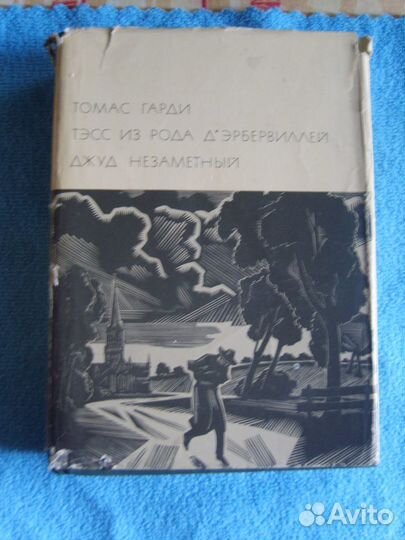 ТОМАС ГАРДИ
ТЭСС ИЗ РОДА Д'ЭРБЕРВИЛЛЕЙ
ДЖУД НЕЗАМЕТНЫЙ
Avito